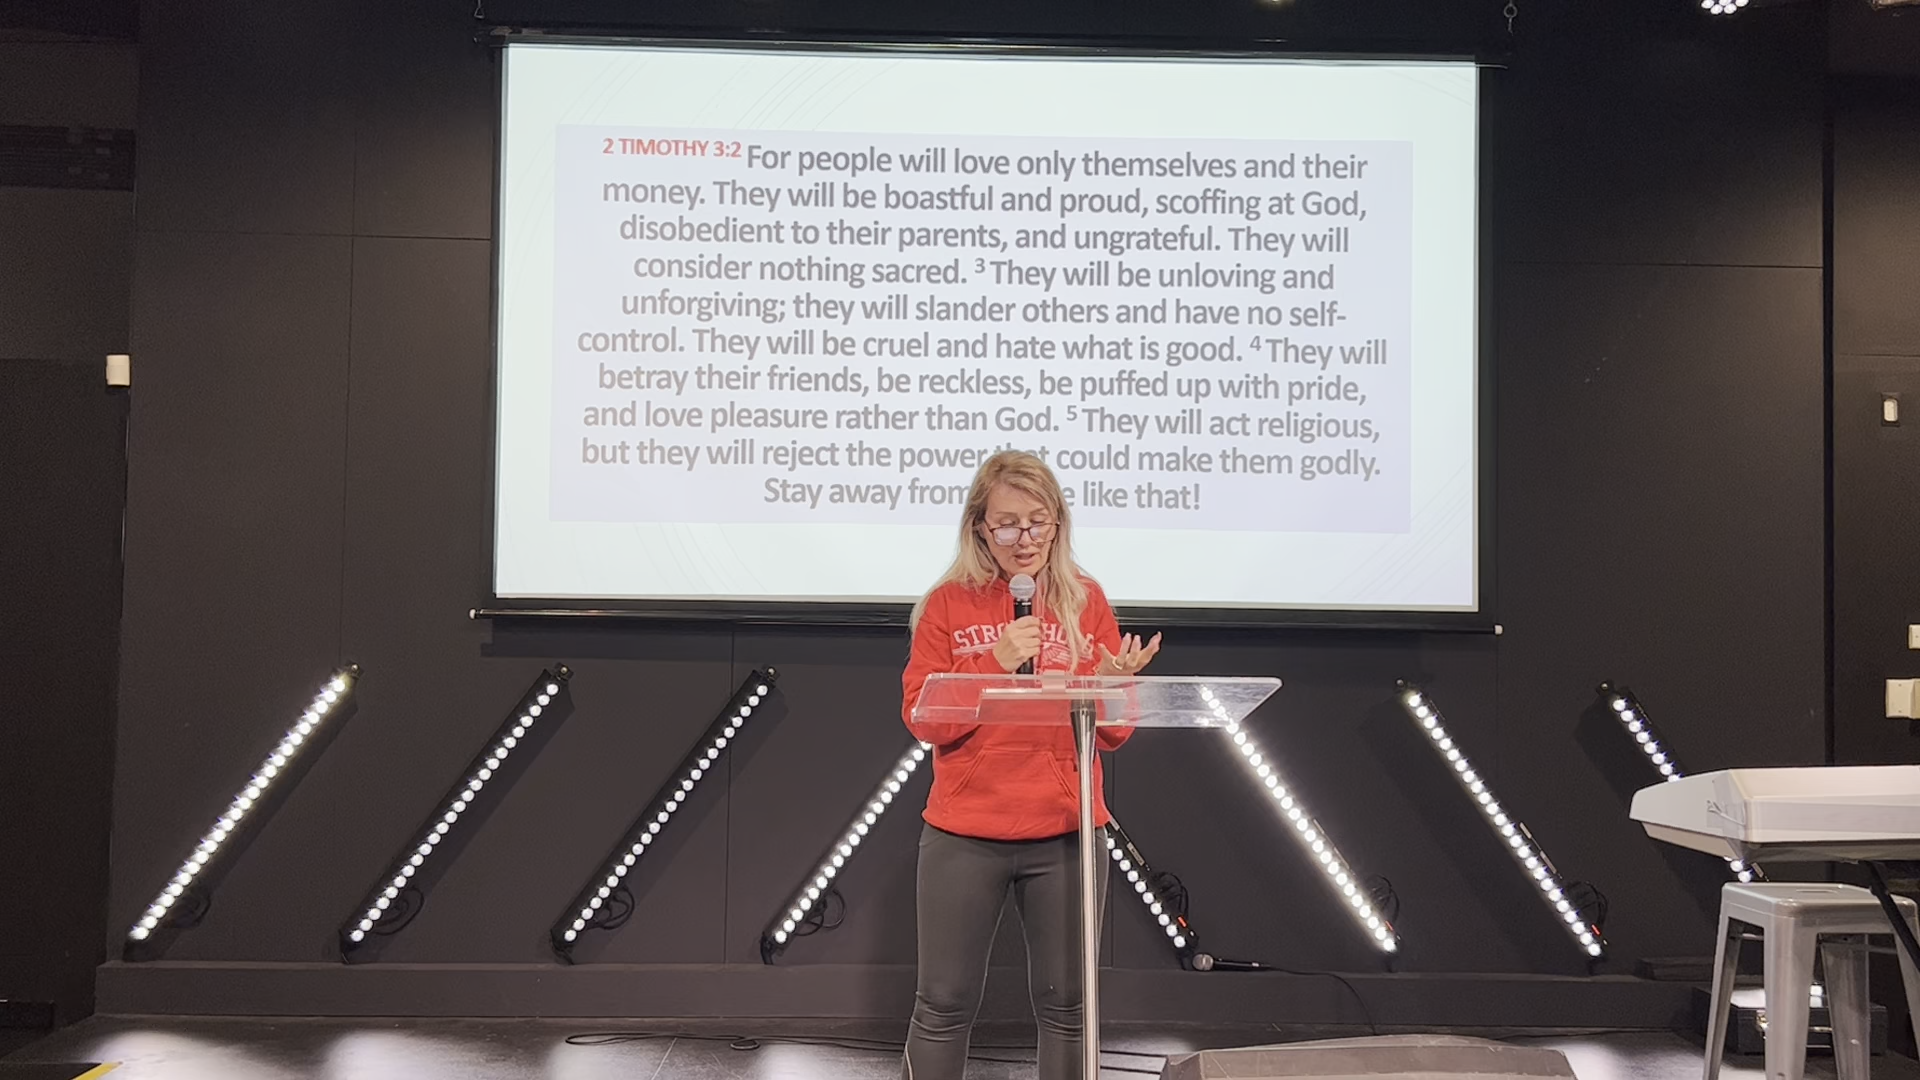 2 TIMOTHY 3:2 For people will love only themselves and their
money. They will be boastful and proud, scoffing at God,
disobedient to their parents, and ungrateful. They will
consider nothing sacred. 3 They will be unloving and
unforgiving; they will slander others and have no self-
control. They will be cruel and hate what is good. 4 They will
betray their friends, be reckless, be puffed up with pride,
and love pleasure rather than God. 5 They will act religious,
but they will reject the power could make them godly.
Stay away from like that!